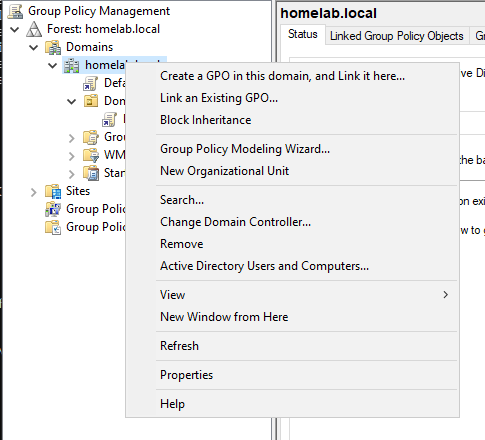 Group Policy Management
Forest: homelab.local
Domains
Defa
Dom
Grou
WM
Star
Sites
Group Polic
Group Polic
Create a GPO in this domain, and Link it here...
Link an Existing GPO...
Block Inheritance
Group Policy Modeling Wizard...
New Organizational Unit
Search...
Change Domain Controller...
Remove
Active Directory Users and Computers...
View
New Window from Here
Refresh
Properties
Help
homelab.local
Status Linked Group Policy Objects Gr
ve Di
the ba
on exi
w to g